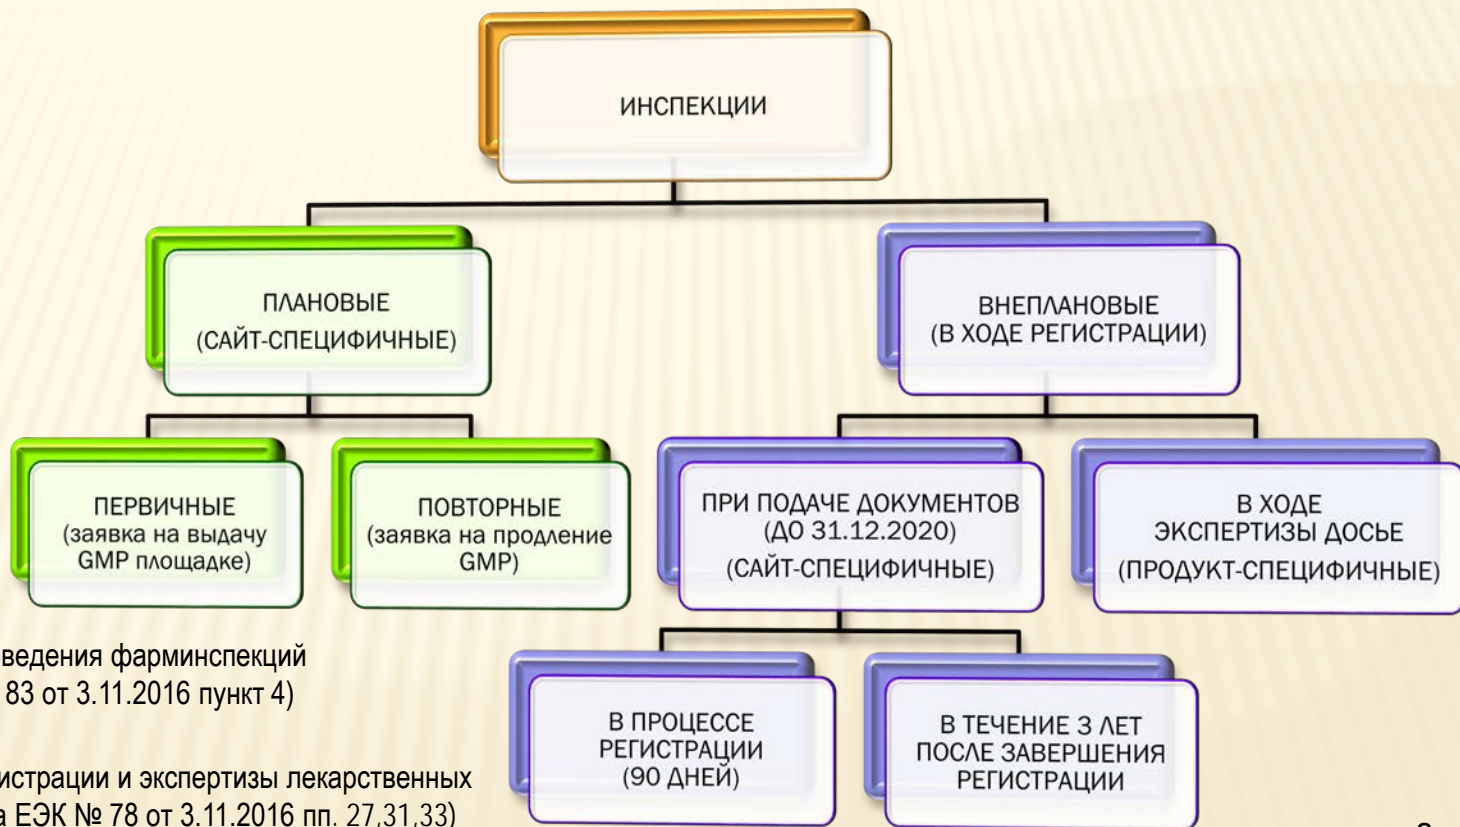 ИНСПЕКЦИИ
ПЛАНОВЫЕ
(САЙТ-СПЕЦИФИЧНЫЕ)
ВНЕПЛАНОВЫЕ
(В ХОДЕ РЕГИСТРАЦИИ)
ПЕРВИЧНЫЕ
(заявка на выдачу
GMP площадке)
ПОВТОРНЫЕ
(заявка на продление
GMP)
ПРИ ПОДАЧЕ ДОКУМЕНТОВ
(ДО 31.12.2020)
(САЙТ-СПЕЦИФИЧНЫЕ)
В ХОДЕ
ЭКСПЕРТИЗЫ ДОСЬЕ
(ПРОДУКТ-СПЕЦИФИЧНЫЕ)
В ПРОЦЕССЕ
РЕГИСТРАЦИИ
(90 ДНЕЙ)
В ТЕЧЕНИЕ 3 ЛЕТ
ПОСЛЕ ЗАВЕРШЕНИЯ
РЕГИСТРАЦИИ
фарминспекций
83 от 3.11.2016 пункт 4)
и экспертизы лекарственных
ЕЭК № 78 от 3.11.2016 пп. 27,31,33)